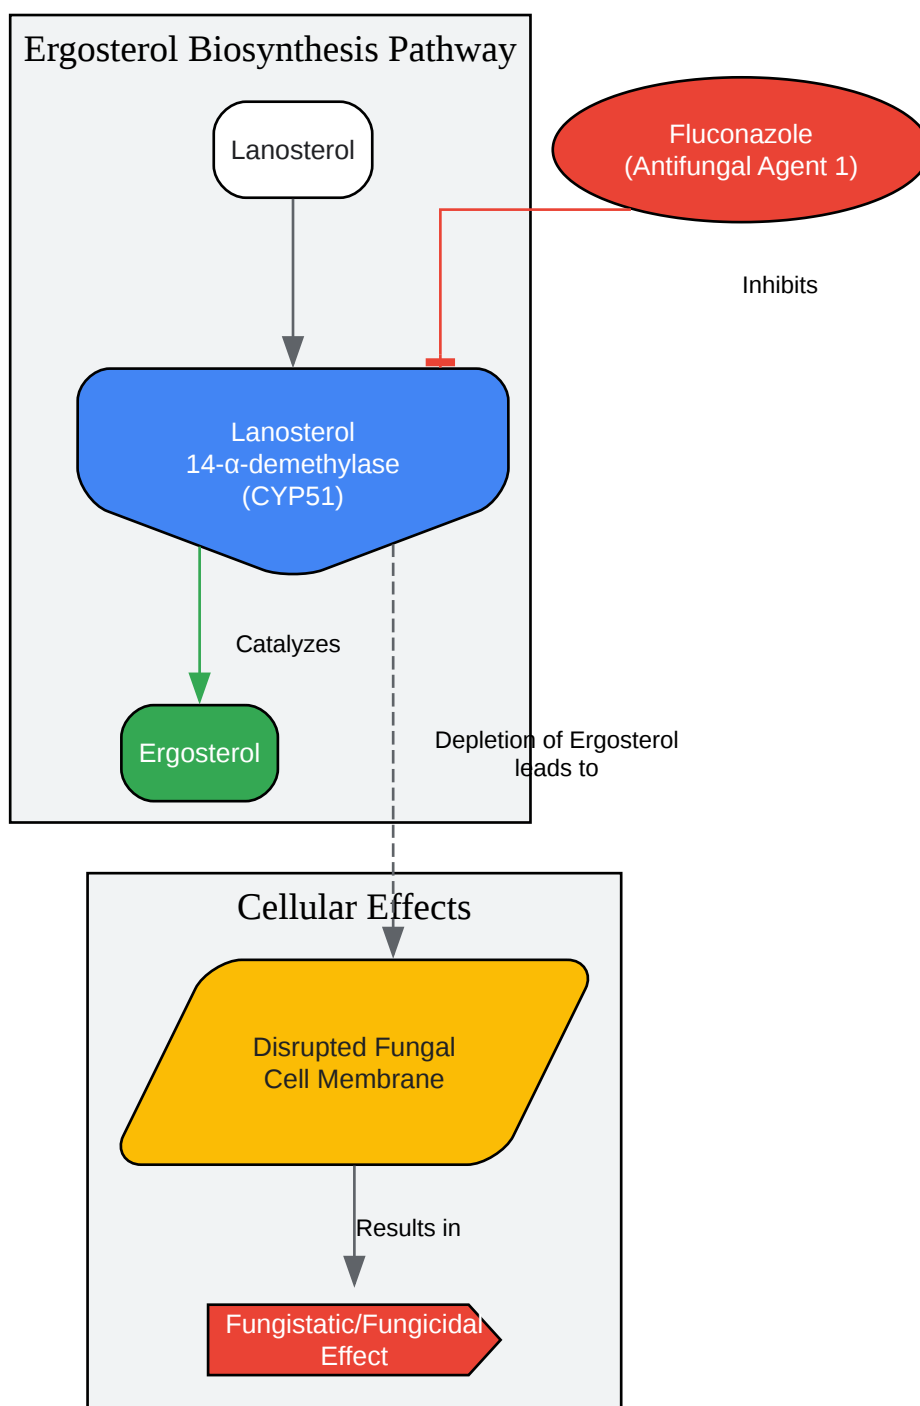 Ergosterol Biosynthesis Pathway
Lanosterol
Fluconazole
(Antifungal Agent 1)
Inhibits
Lanosterol
14-α-demethylase
(CYP51)
Catalyzes
Ergosterol
Depletion of Ergosterol
leads to
Cellular Effects
Disrupted Fungal
Cell Membrane
Results in
Fungistatic/Fungicidal
Effect